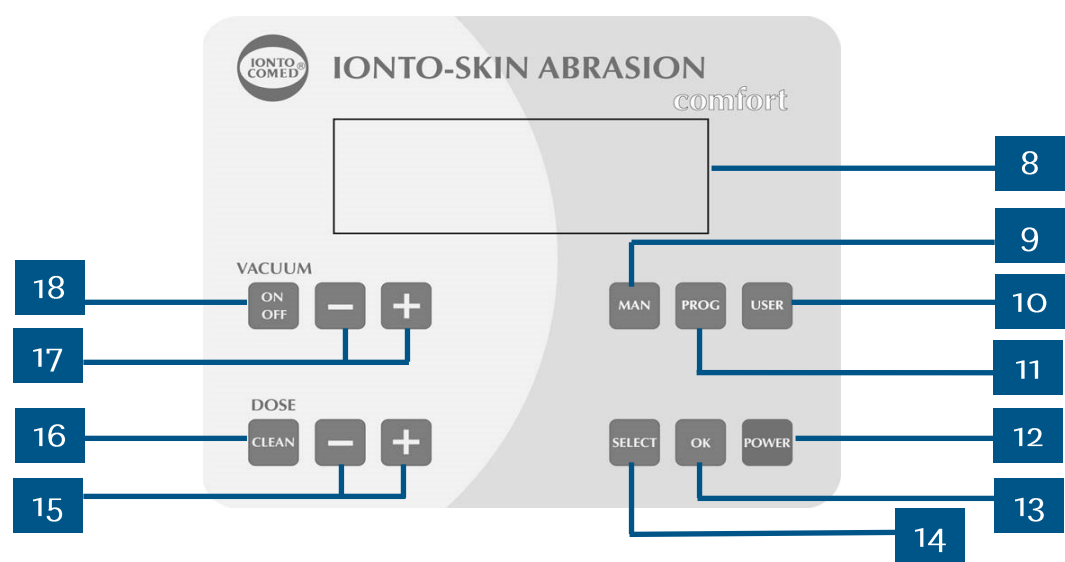 IONTO
COMED®
IONTO-SKIN ABRASION
comfort
8
9
VACUUM
18
ON
OFF
−
+
MAN
PROG
USER
10
17
11
DOSE
16
CLEAN
−
+
SELECT
OK
POWER
12
15
13
14